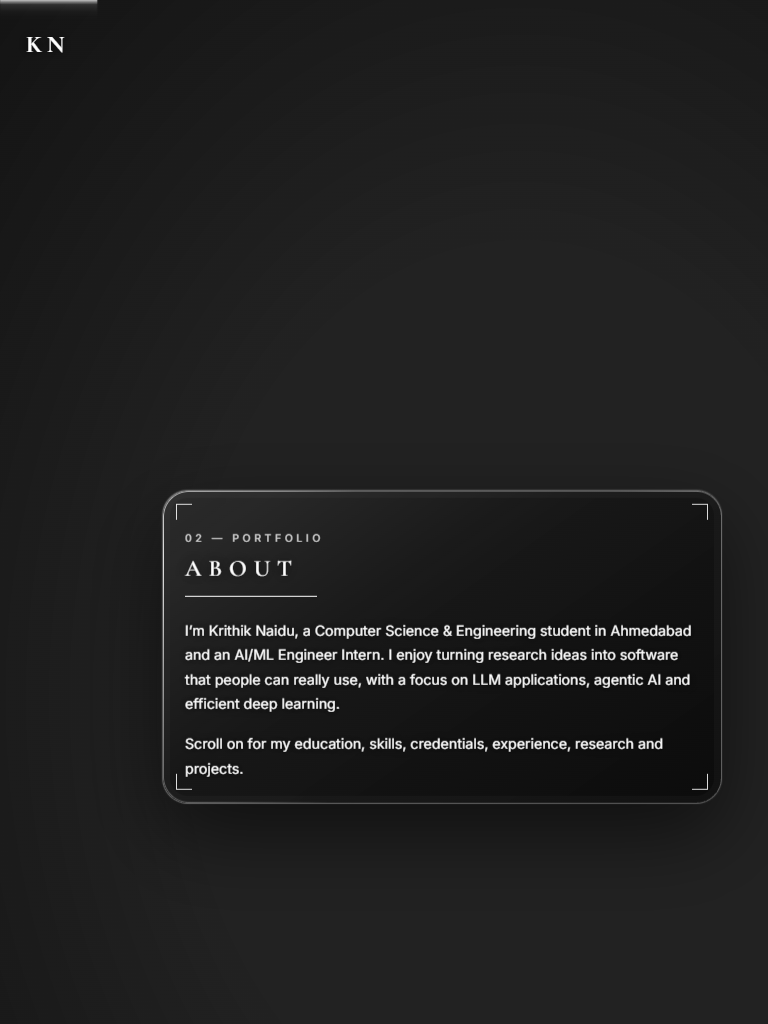 KN
02 — PORTFOLIO
ABOUT
I’m Krithik Naidu, a Computer Science & Engineering student in Ahmedabad
and an AI/ML Engineer Intern. I enjoy turning research ideas into software
that people can really use, with a focus on LLM applications, agentic AI and
efficient deep learning.
Scroll on for my education, skills, credentials, experience, research and
projects.